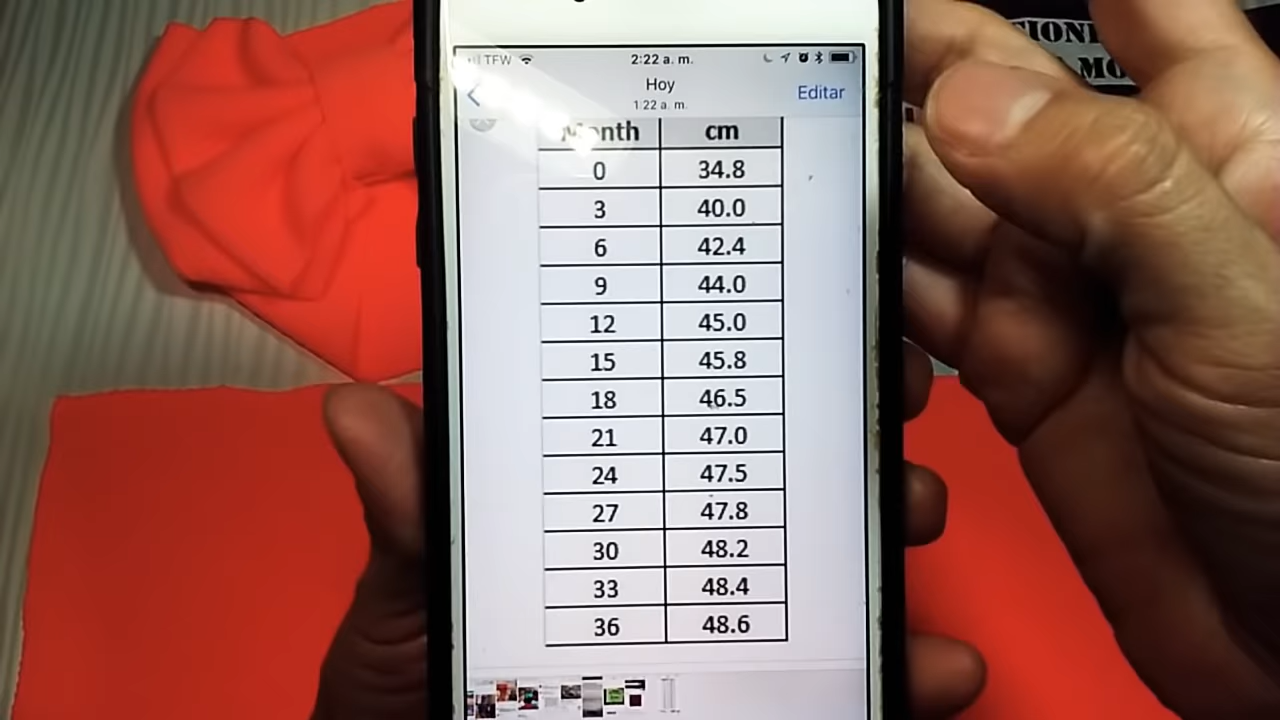 TFW 2:22 a. m.
Hoy
1:22 a. m.
Editar
Month cm
0 34.8
3 40.0
6 42.4
9 44.0
12 45.0
15 45.8
18 46.5
21 47.0
24 47.5
27 47.8
30 48.2
33 48.4
36 48.6